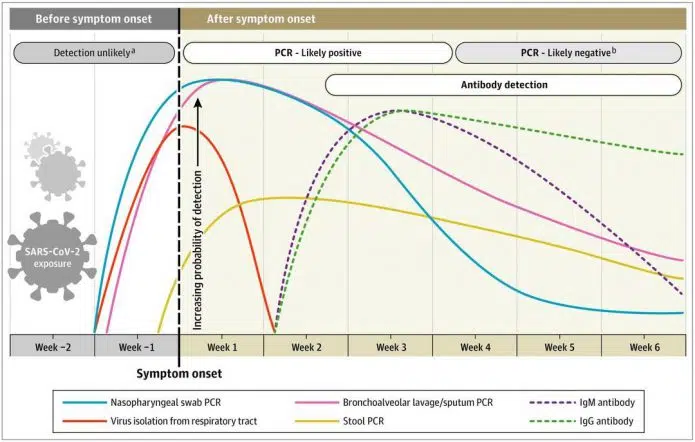 Before symptom onset
After symptom onset
Detection unlikelyᵃ
PCR - Likely positive
PCR - Likely negativeᵇ
Antibody detection
SARS-CoV-2
exposure
Increasing probability of detection
Week −2
Week −1
Week 1
Week 2
Week 3
Week 4
Week 5
Week 6
Symptom onset
Nasopharyngeal swab PCR
Bronchoalveolar lavage/sputum PCR
IgM antibody
Virus isolation from respiratory tract
Stool PCR
IgG antibody